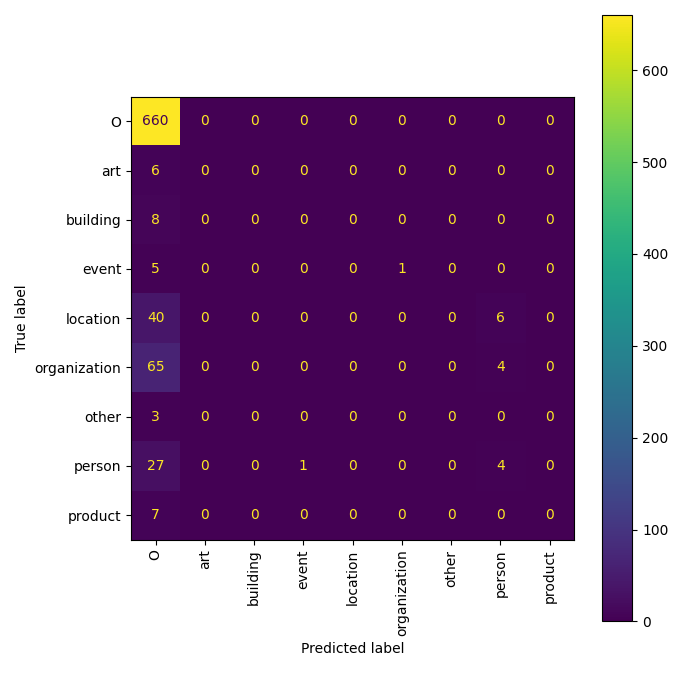 O 660 0 0 0 0 0 0 0 0
art 6 0 0 0 0 0 0 0 0
building 8 0 0 0 0 0 0 0 0
event 5 0 0 0 0 1 0 0 0
location 40 0 0 0 0 0 0 6 0
organization 65 0 0 0 0 0 0 4 0
other 3 0 0 0 0 0 0 0 0
person 27 0 0 1 0 0 0 4 0
product 7 0 0 0 0 0 0 0 0
O art building event location organization other person product
Predicted label
True label
600
500
400
300
200
100
0